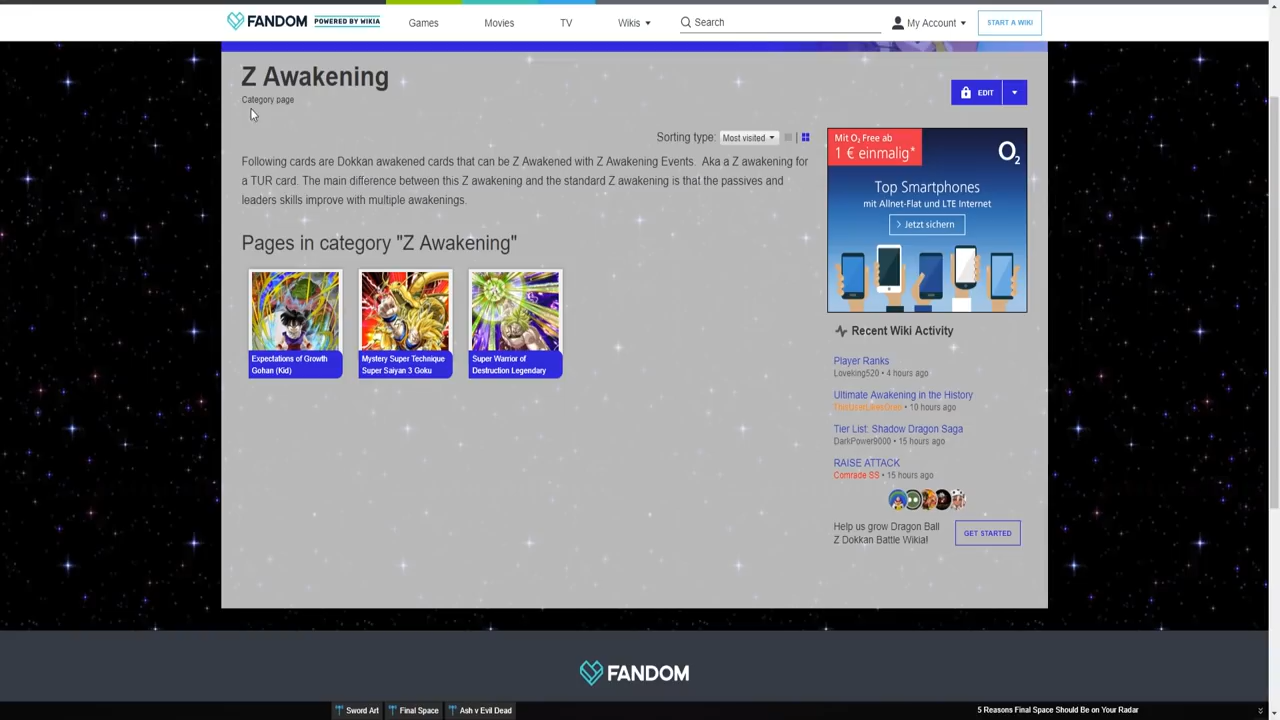 FANDOM POWERED BY WIKIA
Games
Movies
TV
Wikis
Search
My Account
START A WIKI
Z Awakening
Category page
EDIT
Sorting type: Most visited
Following cards are Dokkan awakened cards that can be Z Awakened with Z Awakening Events. Aka a Z awakening for
a TUR card. The main difference between this Z awakening and the standard Z awakening is that the passives and
leaders skills improve with multiple awakenings.
Pages in category "Z Awakening"
Expectations of Growth
Gohan (Kid)
Mystery Super Technique
Super Saiyan 3 Goku
Super Warrior of
Destruction Legendary
Mit O₂ Free ab
1 € einmalig*
O₂
Top Smartphones
mit Allnet-Flat und LTE Internet
> Jetzt sichern
Recent Wiki Activity
Player Ranks
Loveking520 • 4 hours ago
Ultimate Awakening in the History
• 10 hours ago
Tier List: Shadow Dragon Saga
DarkPower9000 • 15 hours ago
RAISE ATTACK
Comrade SS • 15 hours ago
Help us grow Dragon Ball
Z Dokkan Battle Wikia!
GET STARTED
FANDOM
Sword Art
Final Space
Ash v Evil Dead
5 Reasons Final Space Should Be on Your Radar